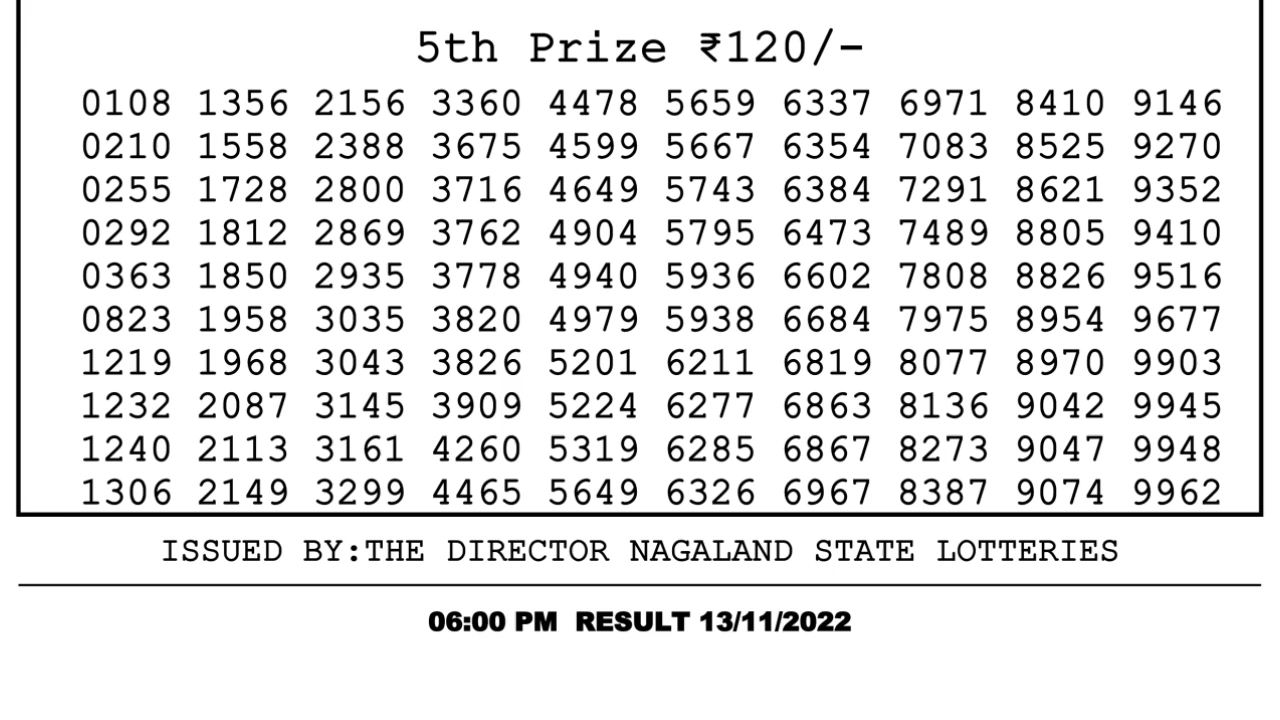 5th Prize ₹120/-
0108 1356 2156 3360 4478 5659 6337 6971 8410 9146
0210 1558 2388 3675 4599 5667 6354 7083 8525 9270
0255 1728 2800 3716 4649 5743 6384 7291 8621 9352
0292 1812 2869 3762 4904 5795 6473 7489 8805 9410
0363 1850 2935 3778 4940 5936 6602 7808 8826 9516
0823 1958 3035 3820 4979 5938 6684 7975 8954 9677
1219 1968 3043 3826 5201 6211 6819 8077 8970 9903
1232 2087 3145 3909 5224 6277 6863 8136 9042 9945
1240 2113 3161 4260 5319 6285 6867 8273 9047 9948
1306 2149 3299 4465 5649 6326 6967 8387 9074 9962
ISSUED BY:THE DIRECTOR NAGALAND STATE LOTTERIES
06:00 PM RESULT 13/11/2022